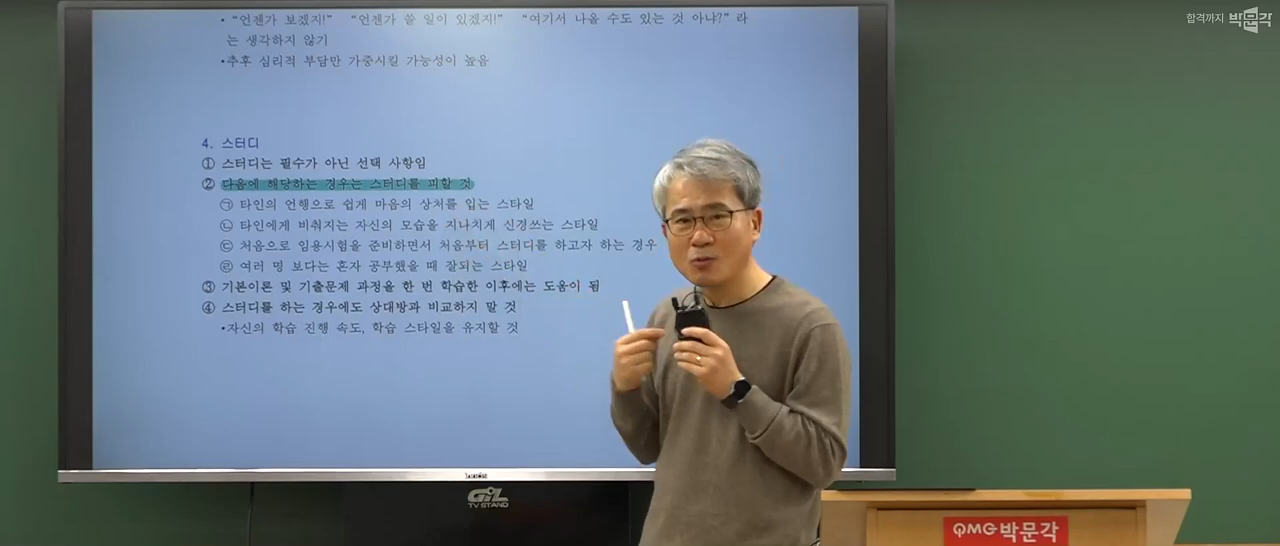 합격까지 박문각
• “언젠가 보겠지!” “언젠가 쓸 일이 있겠지!” “여기서 나올 수도 있는 것 아냐?” 라
는 생각하지 않기
•추후 심리적 부담만 가중시킬 가능성이 높음
4. 스터디
① 스터디는 필수가 아닌 선택 사항임
② 다음에 해당하는 경우는 스터디를 피할 것
㉠ 타인의 언행으로 쉽게 마음의 상처를 입는 스타일
㉡ 타인에게 비춰지는 자신의 모습을 지나치게 신경쓰는 스타일
㉢ 처음으로 임용시험을 준비하면서 처음부터 스터디를 하고자 하는 경우
㉣ 여러 명 보다는 혼자 공부했을 때 잘되는 스타일
③ 기본이론 및 기출문제 과정을 한 번 학습한 이후에는 도움이 됨
④ 스터디를 하는 경우에도 상대방과 비교하지 말 것
•자신의 학습 진행 속도, 학습 스타일을 유지할 것
GIL
TV STAND
PMG 박문각